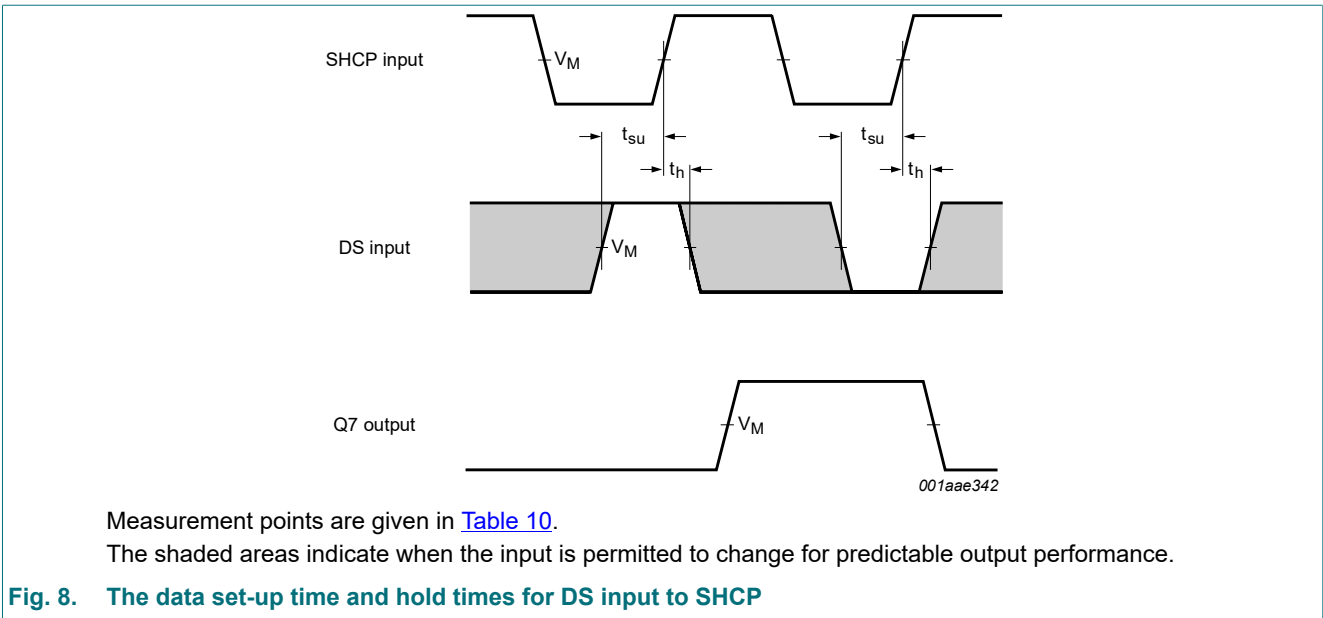 SHCP input
VM
tsu
tsu
th
th
DS input
VM
Q7 output
VM
001aae342
Measurement points are given in Table 10.
The shaded areas indicate when the input is permitted to change for predictable output performance.
Fig. 8. The data set-up time and hold times for DS input to SHCP